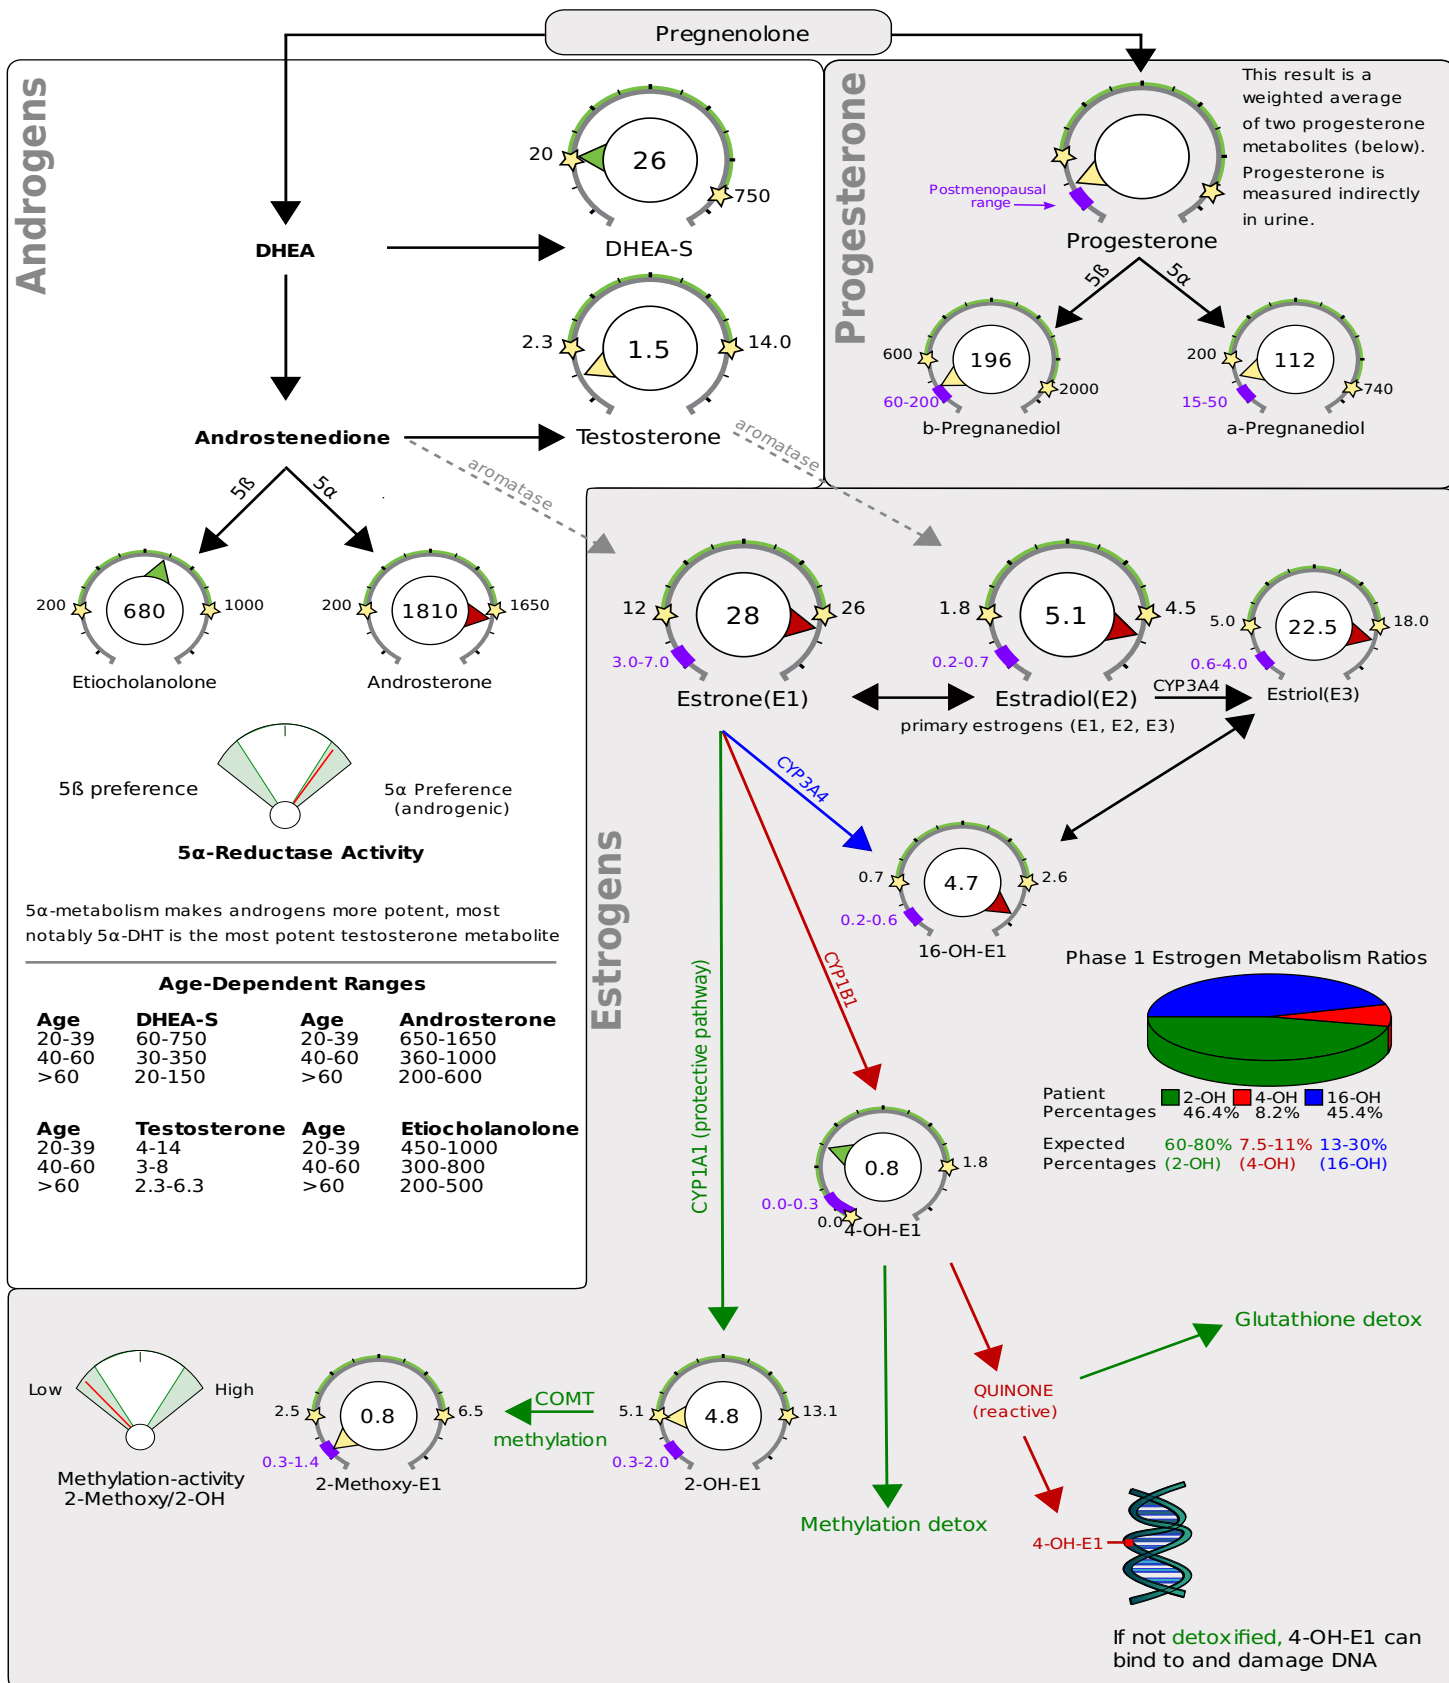 Pregnenolone
Androgens
20
26
750
DHEA-S
DHEA
2.3
1.5
14.0
Testosterone
Androstenedione
aromatase
aromatase
5ß
5α
200
680
1000
Etiocholanolone
200
1810
1650
Androsterone
5ß preference
5α Preference
(androgenic)
5α-Reductase Activity
5α-metabolism makes androgens more potent, most
notably 5α-DHT is the most potent testosterone metabolite
Age-Dependent Ranges
Age DHEA-S Age Androsterone
20-39 60-750 20-39 650-1650
40-60 30-350 40-60 360-1000
>60 20-150 >60 200-600
Age Testosterone Age Etiocholanolone
20-39 4-14 20-39 450-1000
40-60 3-8 40-60 300-800
>60 2.3-6.3 >60 200-500
Progesterone
This result is a
weighted average
of two progesterone
metabolites (below).
Progesterone is
measured indirectly
in urine.
Postmenopausal
range
Progesterone
5ß
5α
600
196
2000
60-200
b-Pregnanediol
200
112
740
15-50
a-Pregnanediol
Estrogens
12
28
26
3.0-7.0
Estrone(E1)
1.8
5.1
4.5
0.2-0.7
Estradiol(E2)
5.0
22.5
18.0
0.6-4.0
Estriol(E3)
CYP3A4
primary estrogens (E1, E2, E3)
CYP3A4
0.7
4.7
2.6
0.2-0.6
16-OH-E1
CYP1B1
CYP1A1 (protective pathway)
Phase 1 Estrogen Metabolism Ratios
Patient 2-OH 4-OH 16-OH
Percentages 46.4% 8.2% 45.4%
Expected 60-80% 7.5-11% 13-30%
Percentages (2-OH) (4-OH) (16-OH)
0.8
1.8
0.0-0.3
0.0
4-OH-E1
Low
High
Methylation-activity
2-Methoxy/2-OH
2.5
0.8
6.5
0.3-1.4
2-Methoxy-E1
COMT
methylation
5.1
4.8
13.1
0.3-2.0
2-OH-E1
Glutathione detox
QUINONE
(reactive)
Methylation detox
4-OH-E1
If not detoxified, 4-OH-E1 can
bind to and damage DNA